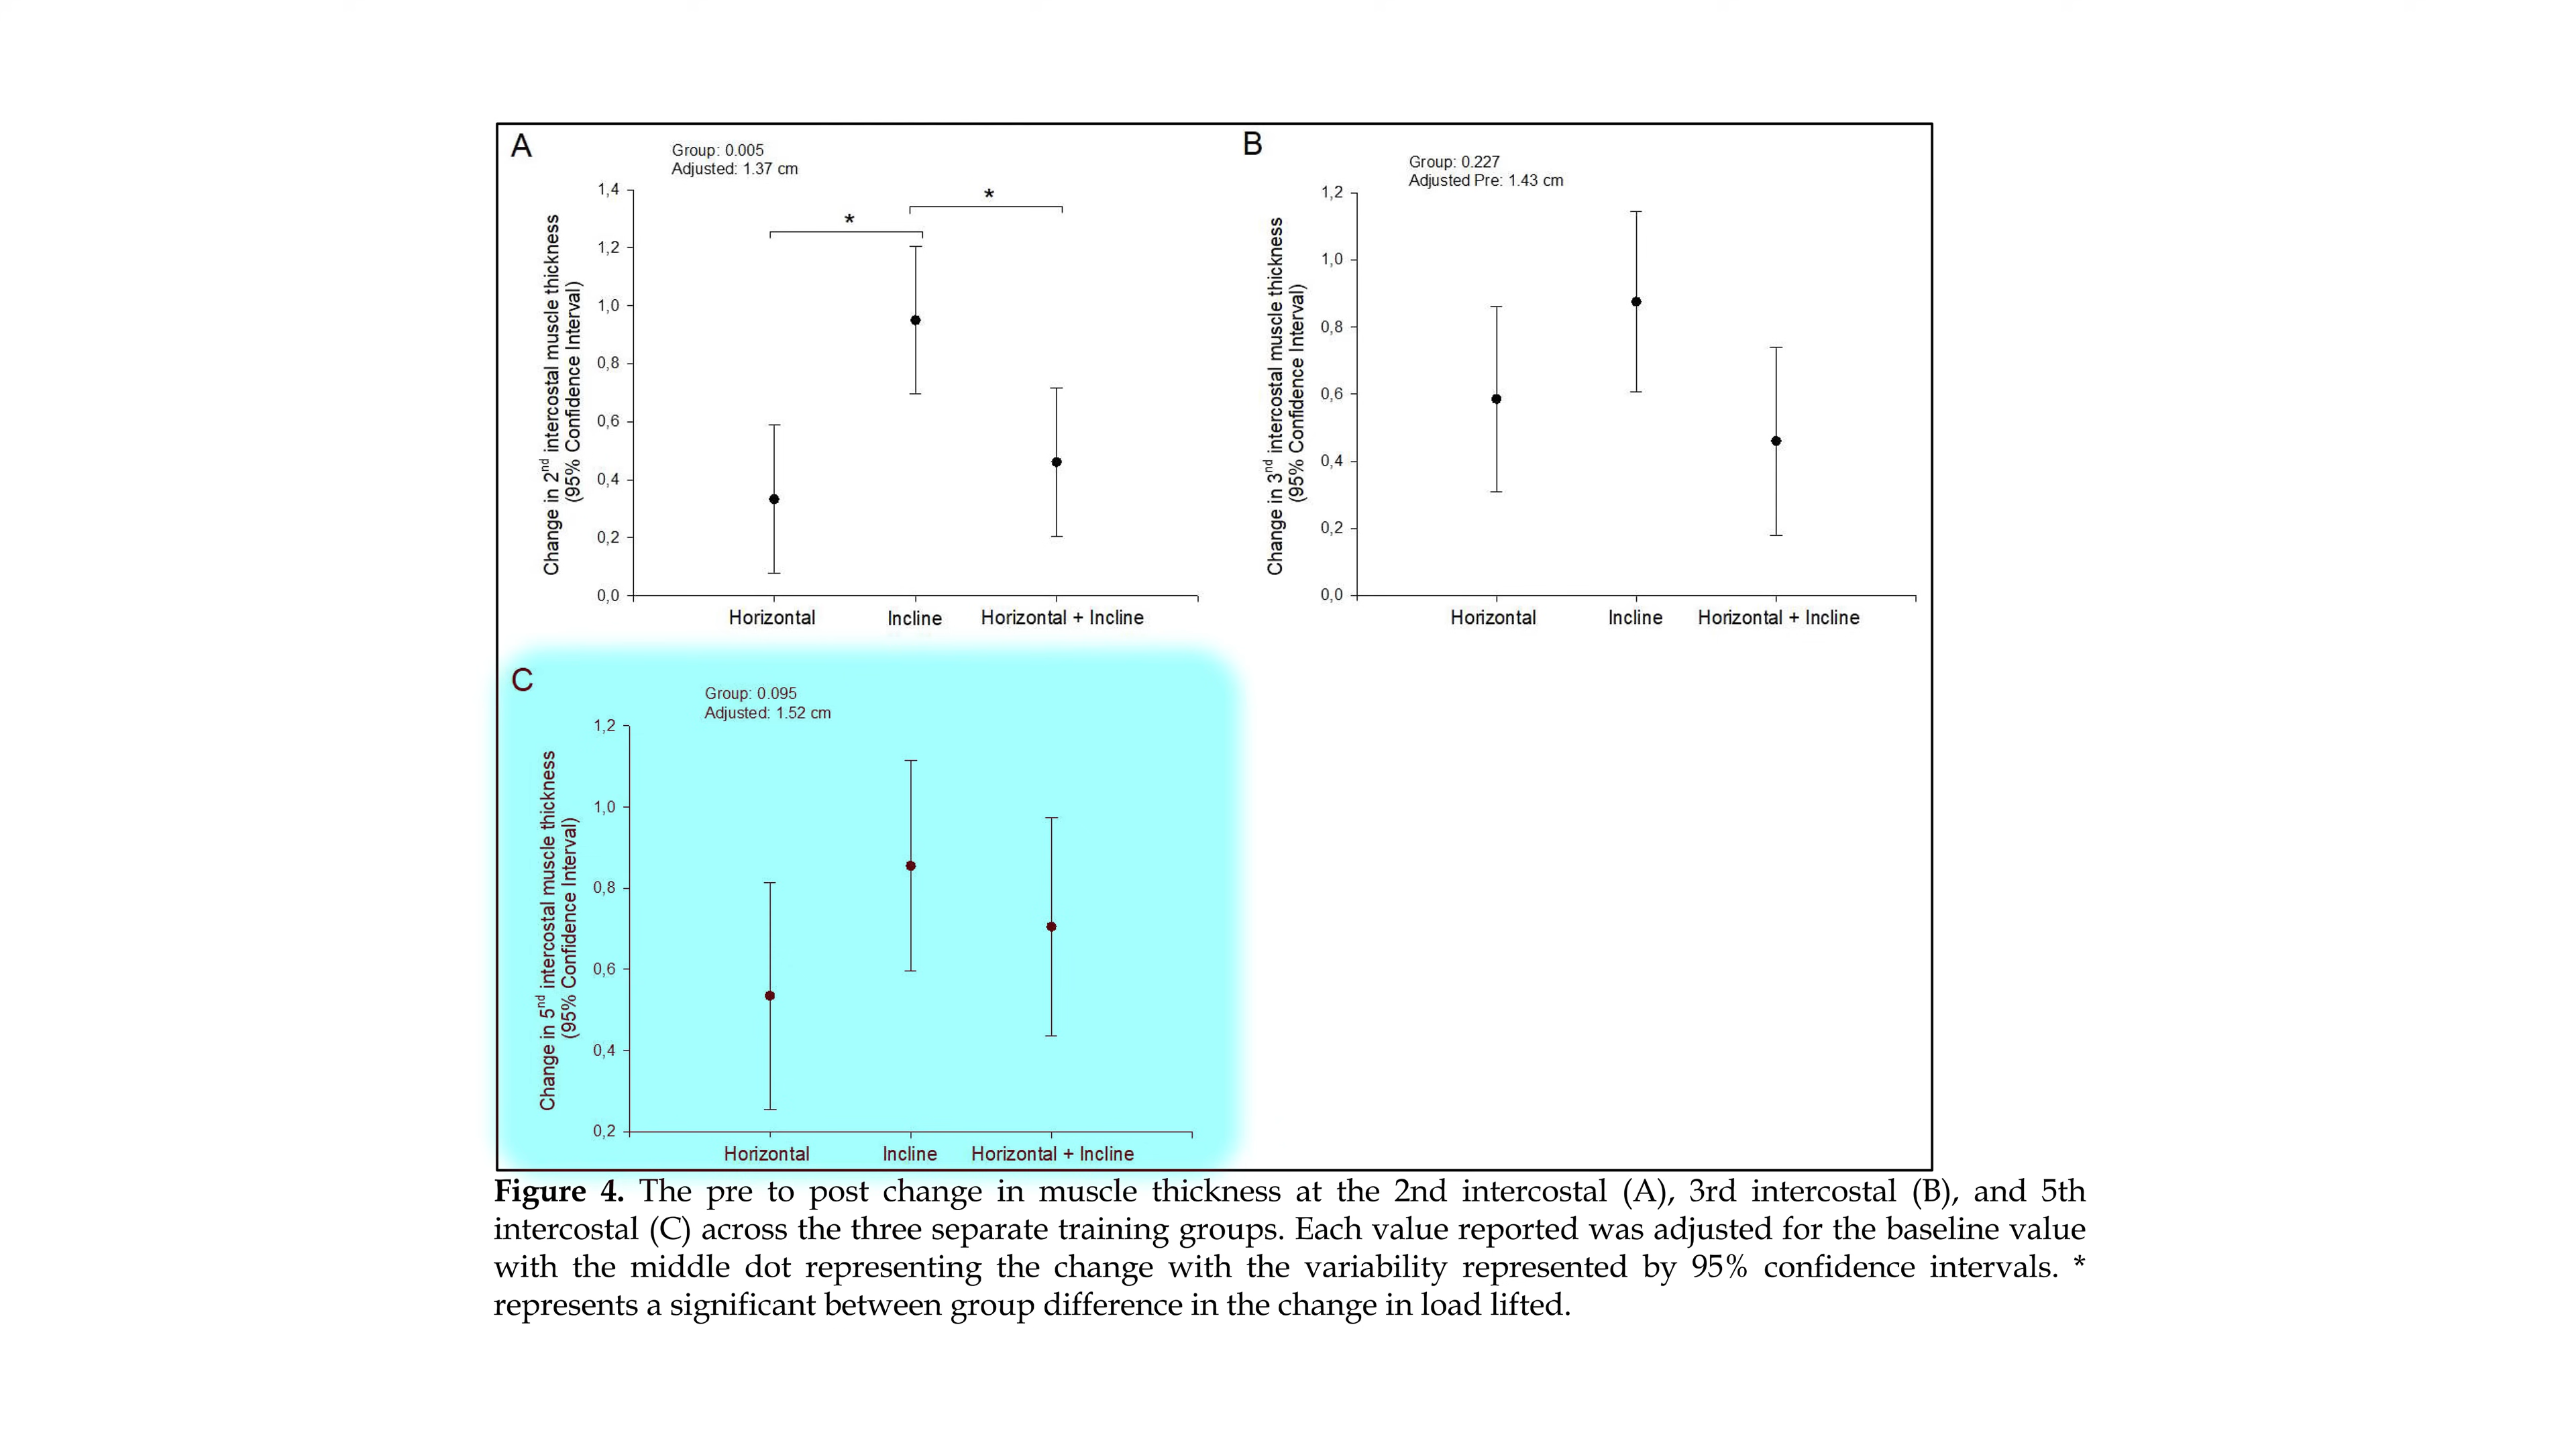 A
Group: 0.005
Adjusted: 1.37 cm
Change in 2nd intercostal muscle thickness
(95% Confidence Interval)
1,4
1,2
1,0
0,8
0,6
0,4
0,2
0,0
*
*
Horizontal
Incline
Horizontal + Incline
B
Group: 0.227
Adjusted Pre: 1.43 cm
Change in 3nd intercostal muscle thickness
(95% Confidence Interval)
1,2
1,0
0,8
0,6
0,4
0,2
0,0
Horizontal
Incline
Horizontal + Incline
C
Group: 0.095
Adjusted: 1.52 cm
Change in 5nd intercostal muscle thickness
(95% Confidence Interval)
1,2
1,0
0,8
0,6
0,4
0,2
Horizontal
Incline
Horizontal + Incline
Figure 4. The pre to post change in muscle thickness at the 2nd intercostal (A), 3rd intercostal (B), and 5th
intercostal (C) across the three separate training groups. Each value reported was adjusted for the baseline value
with the middle dot representing the change with the variability represented by 95% confidence intervals. *
represents a significant between group difference in the change in load lifted.